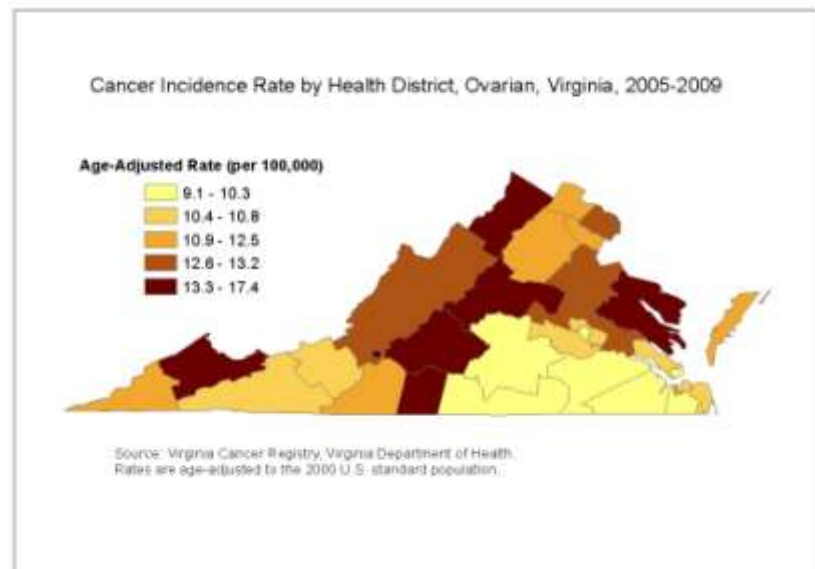 Cancer Incidence Rate by Health District, Ovarian, Virginia, 2005-2009
Age-Adjusted Rate (per 100,000)
9.1 - 10.3
10.4 - 10.8
10.9 - 12.5
12.6 - 13.2
13.3 - 17.4
Source: Virginia Cancer Registry, Virginia Department of Health.
Rates are age-adjusted to the 2000 U.S. standard population.